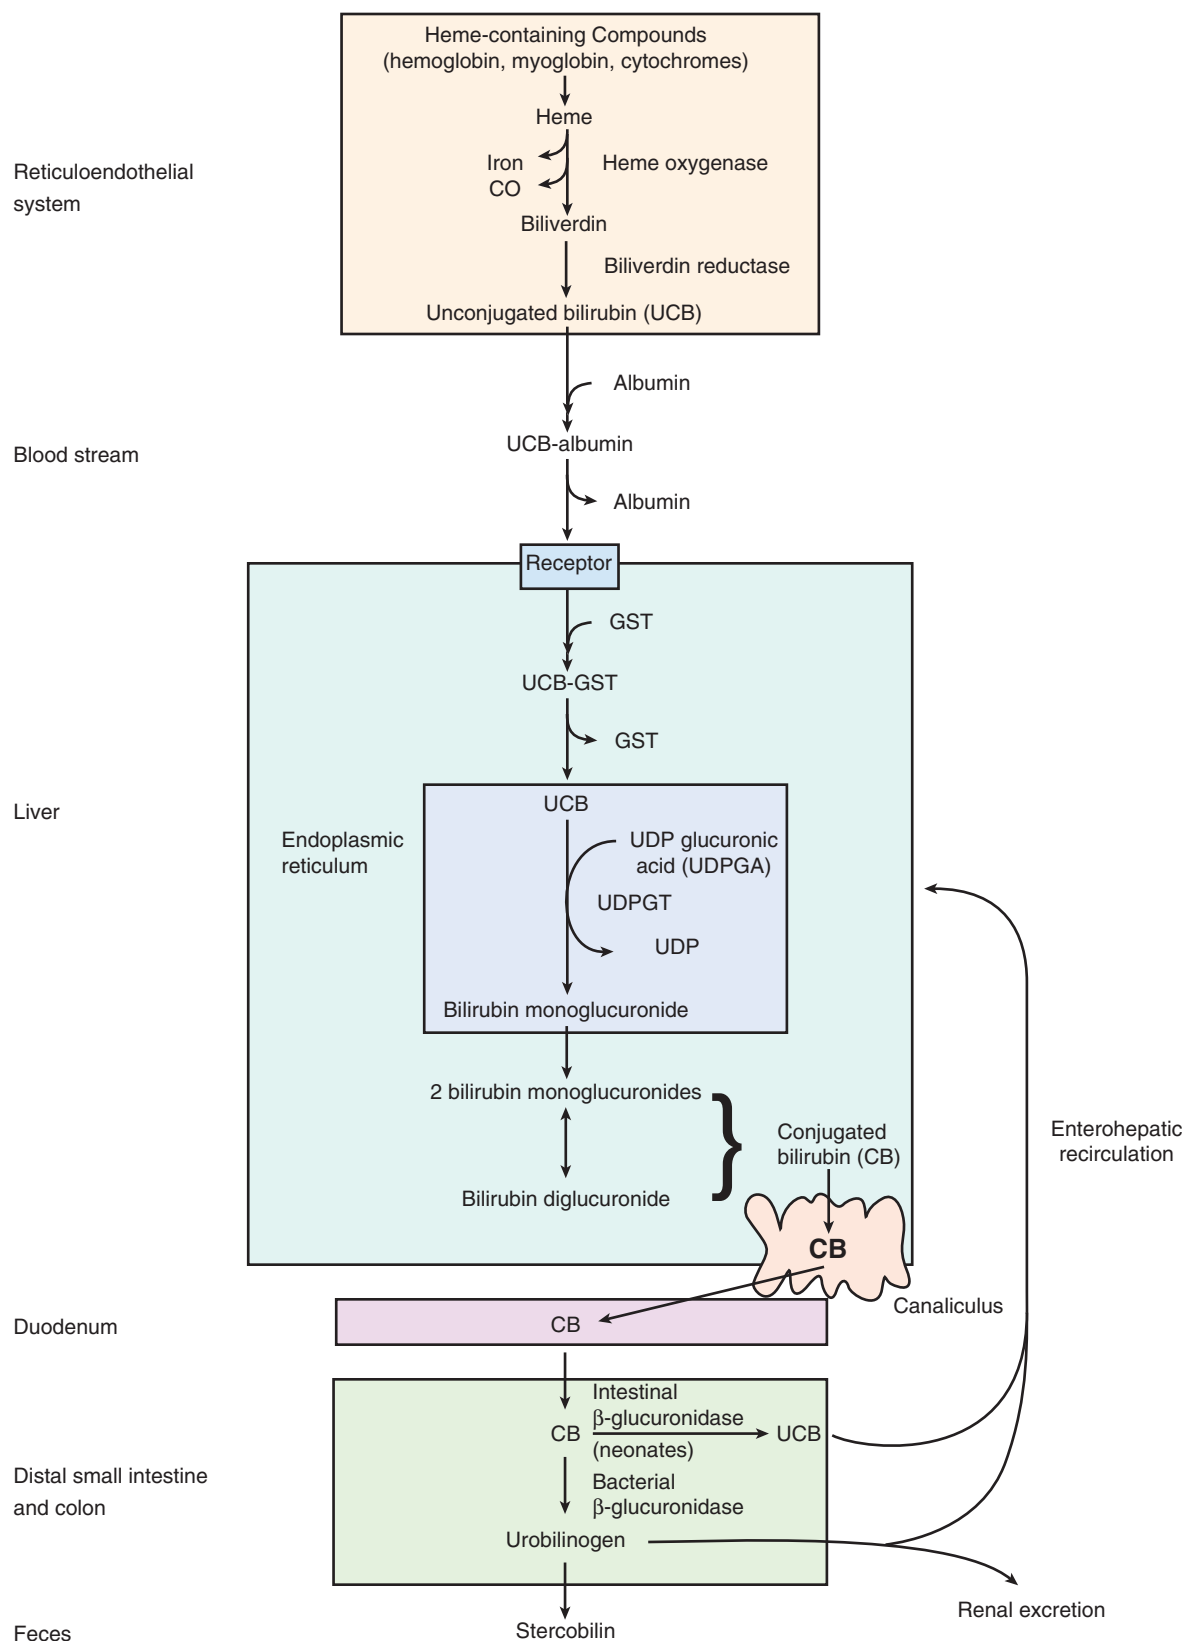 Heme-containing Compounds
(hemoglobin, myoglobin, cytochromes)
Heme
Iron
Heme oxygenase
CO
Reticuloendothelial
system
Biliverdin
Biliverdin reductase
Unconjugated bilirubin (UCB)
Albumin
UCB-albumin
Blood stream
Albumin
Receptor
GST
UCB-GST
GST
Liver
UCB
Endoplasmic
reticulum
UDP glucuronic
acid (UDPGA)
UDPGT
UDP
Bilirubin monoglucuronide
2 bilirubin monoglucuronides
}
Conjugated
bilirubin (CB)
Enterohepatic
recirculation
Bilirubin diglucuronide
CB
Canaliculus
Duodenum
CB
Intestinal
β-glucuronidase
CB
UCB
(neonates)
Distal small intestine
and colon
Bacterial
β-glucuronidase
Urobilinogen
Renal excretion
Feces
Stercobilin